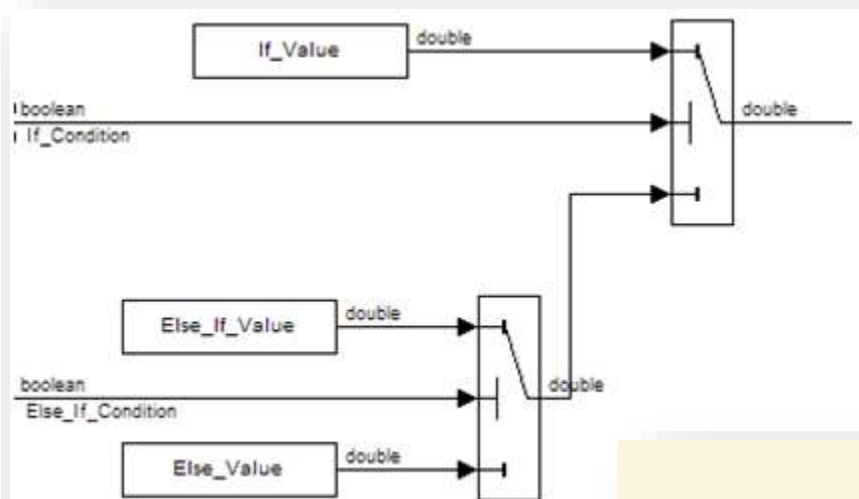 If_Value
double
boolean
If_Condition
double
Else_If_Value
double
boolean
Else_If_Condition
double
Else_Value
double